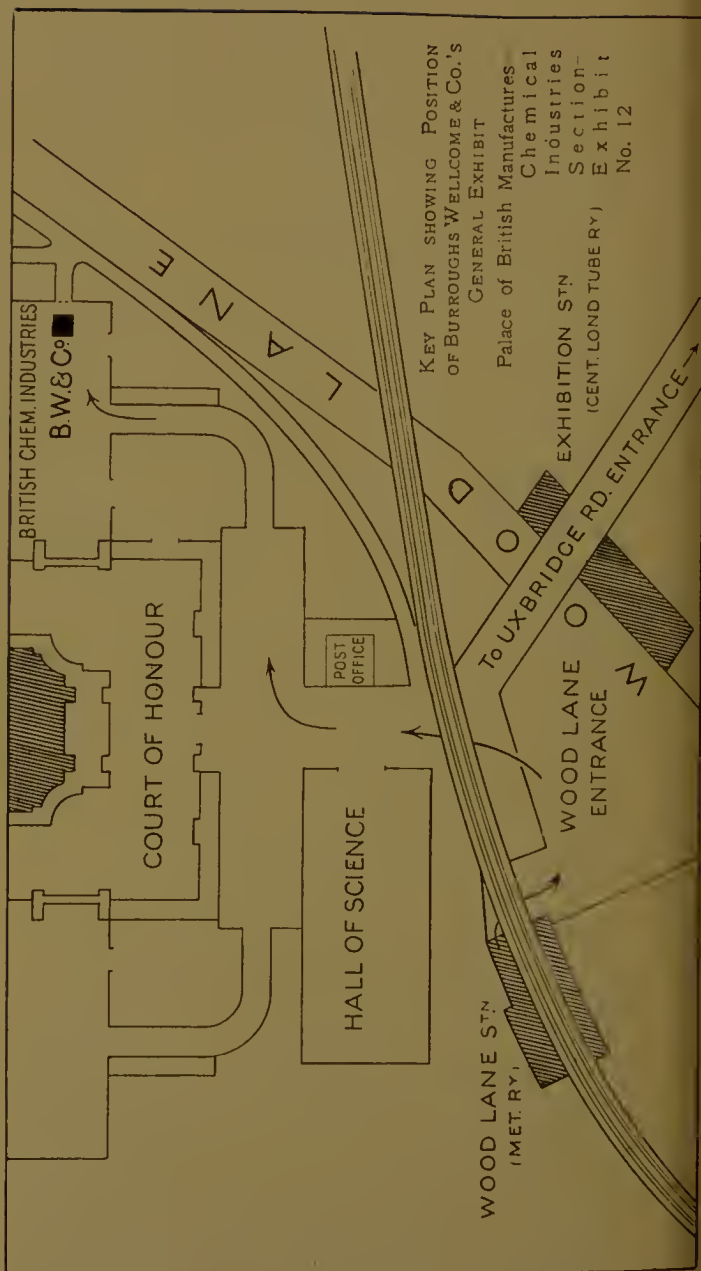 KEY PLAN SHOWING POSITION
OF BURROUGHS WELLCOME & CO.'S
GENERAL EXHIBIT
Palace of British Manufactures—
Chemical
Industries
Section—
Exhibit
No. 12
BRITISH CHEM. INDUSTRIES
B.W. & Co.
COURT OF HONOUR
POST
OFFICE
HALL OF SCIENCE
WOOD LANE
EXHIBITION STN
(CENT. LOND TUBE RY)
TO UXBRIDGE RD. ENTRANCE
WOOD LANE
ENTRANCE
WOOD LANE STN
(MET. RY)